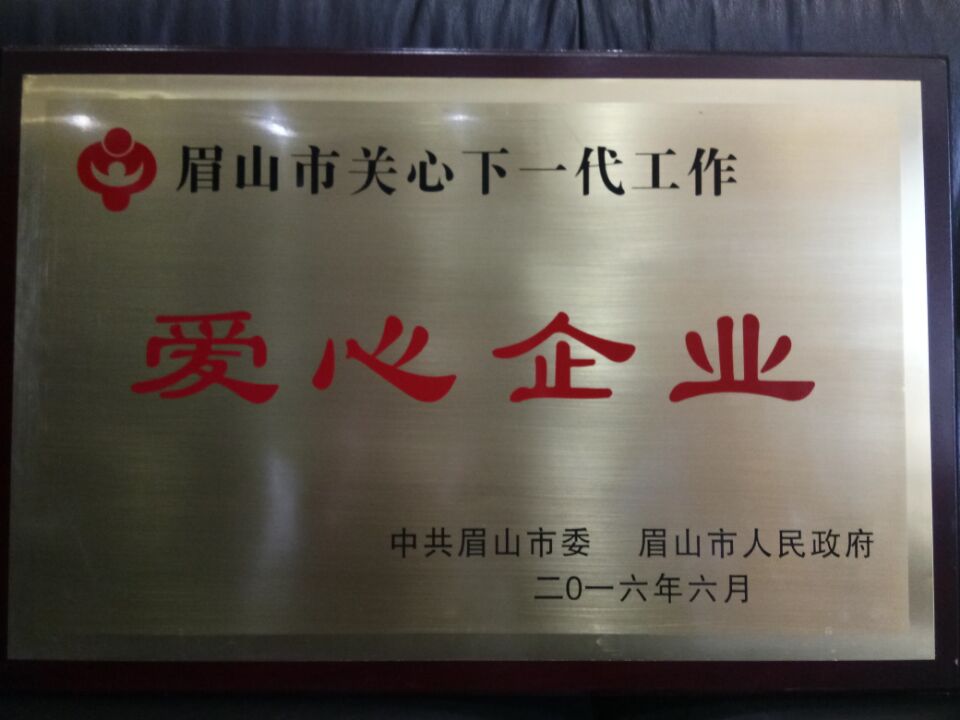 眉山市关心下一代工作
爱心企业
中共眉山市委 眉山市人民政府
二0一六年六月